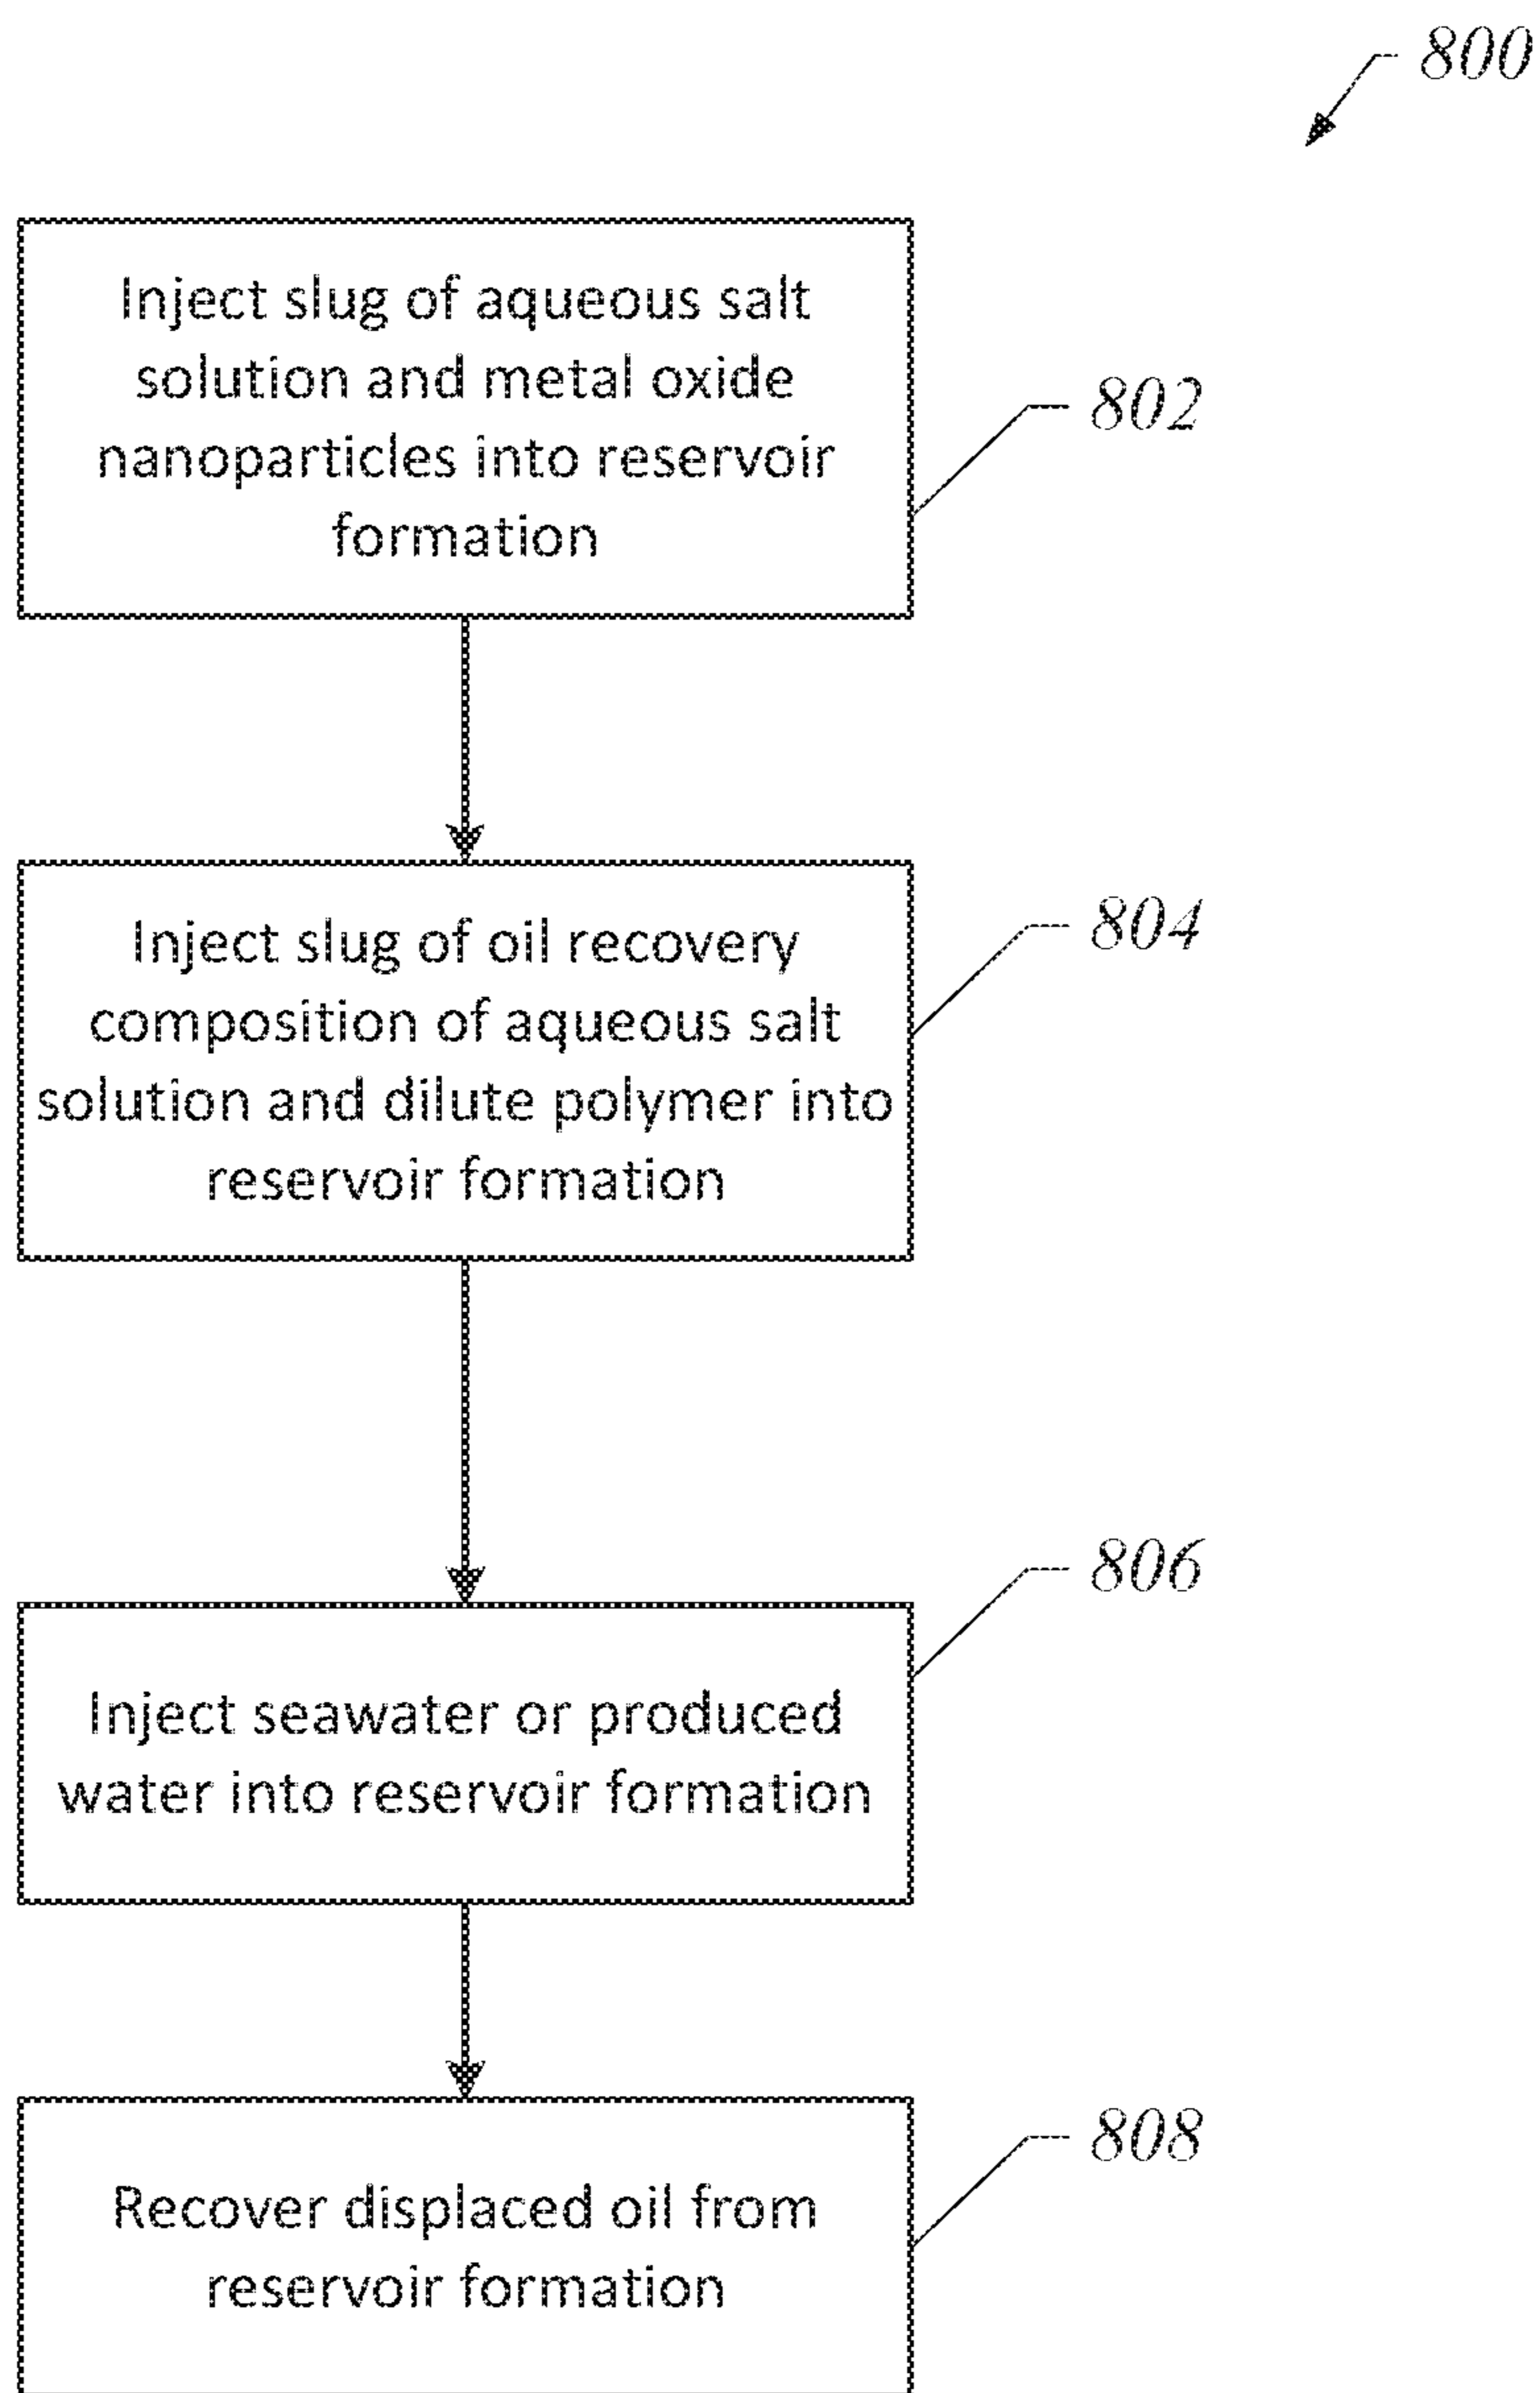 800
Inject slug of aqueous salt
solution and metal oxide
nanoparticles into reservoir
formation
802
Inject slug of oil recovery
composition of aqueous salt
solution and dilute polymer into
reservoir formation
804
Inject seawater or produced
water into reservoir formation
806
Recover displaced oil from
reservoir formation
808